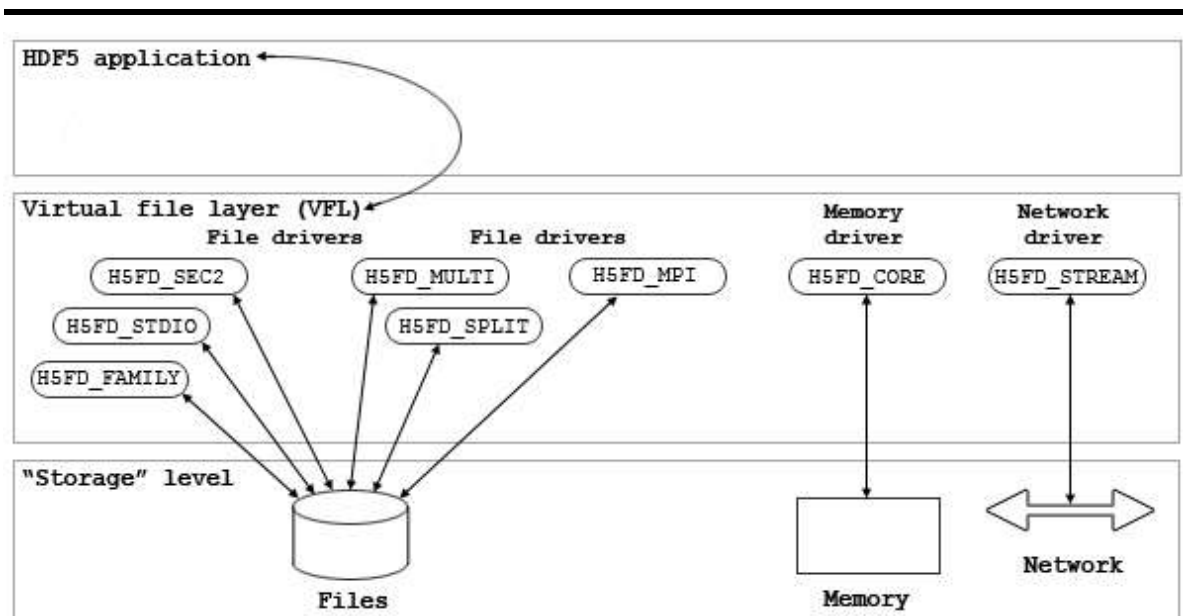 HDF5 application
Virtual file layer (VFL)
File drivers
File drivers
Memory
driver
Network
driver
H5FD_SEC2
H5FD_MULTI
H5FD_MPI
H5FD_CORE
H5FD_STREAM
H5FD_STDIO
H5FD_SPLIT
H5FD_FAMILY
"Storage" level
Files
Memory
Network